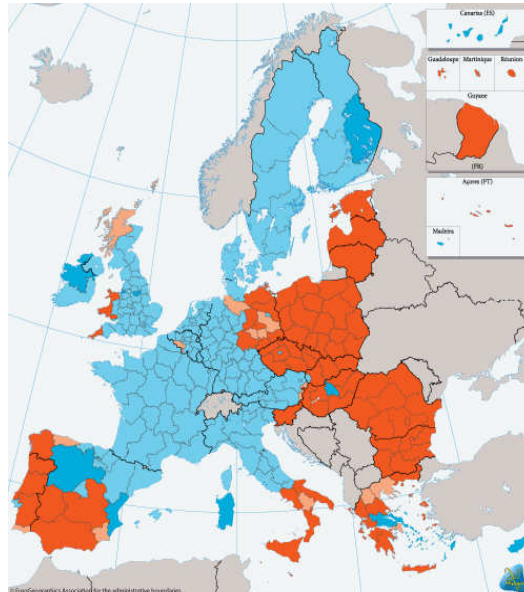 Canarias (ES)
Guadeloupe Martinique Réunion
Guyane
(FR)
Açores (PT)
Madeira
© EuroGeographics Association for the administrative boundaries